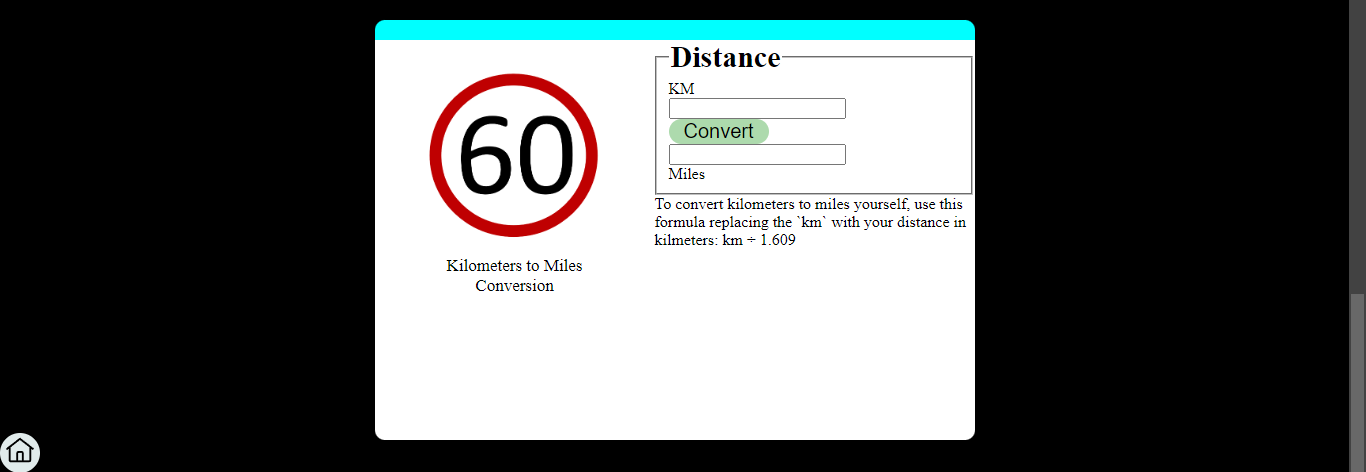 60
Kilometers to Miles
Conversion
Distance
KM
Convert
Miles
To convert kilometers to miles yourself, use this
formula replacing the `km` with your distance in
kilmeters: km ÷ 1.609